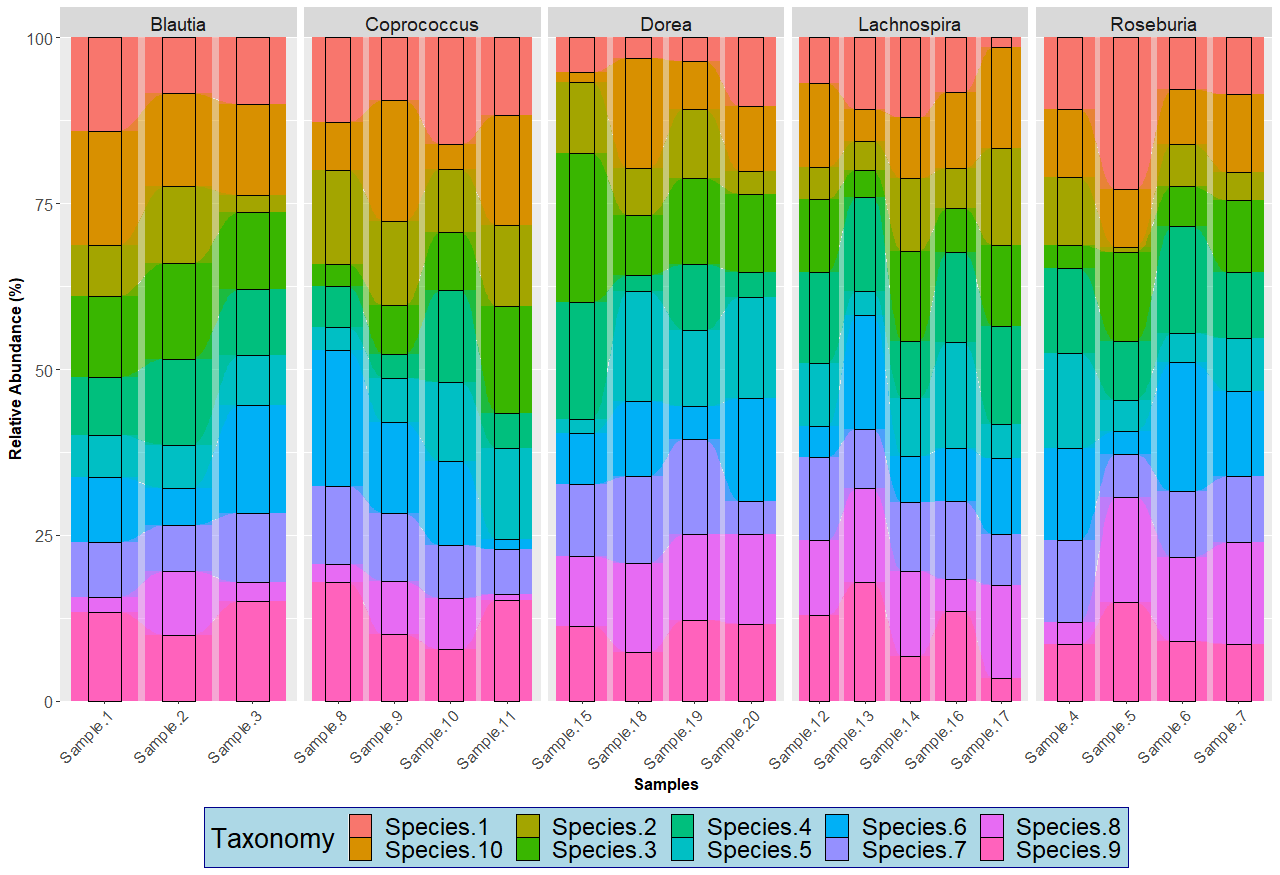 Blautia Coprococcus Dorea Lachnospira Roseburia
100
75
50
25
0
Relative Abundance (%)
Sample.1 Sample.2 Sample.3 Sample.8 Sample.9 Sample.10 Sample.11 Sample.15 Sample.18 Sample.19 Sample.20 Sample.12 Sample.13 Sample.14 Sample.16 Sample.17 Sample.4 Sample.5 Sample.6 Sample.7
Samples
Taxonomy
Species.1 Species.2 Species.4 Species.6 Species.8
Species.10 Species.3 Species.5 Species.7 Species.9